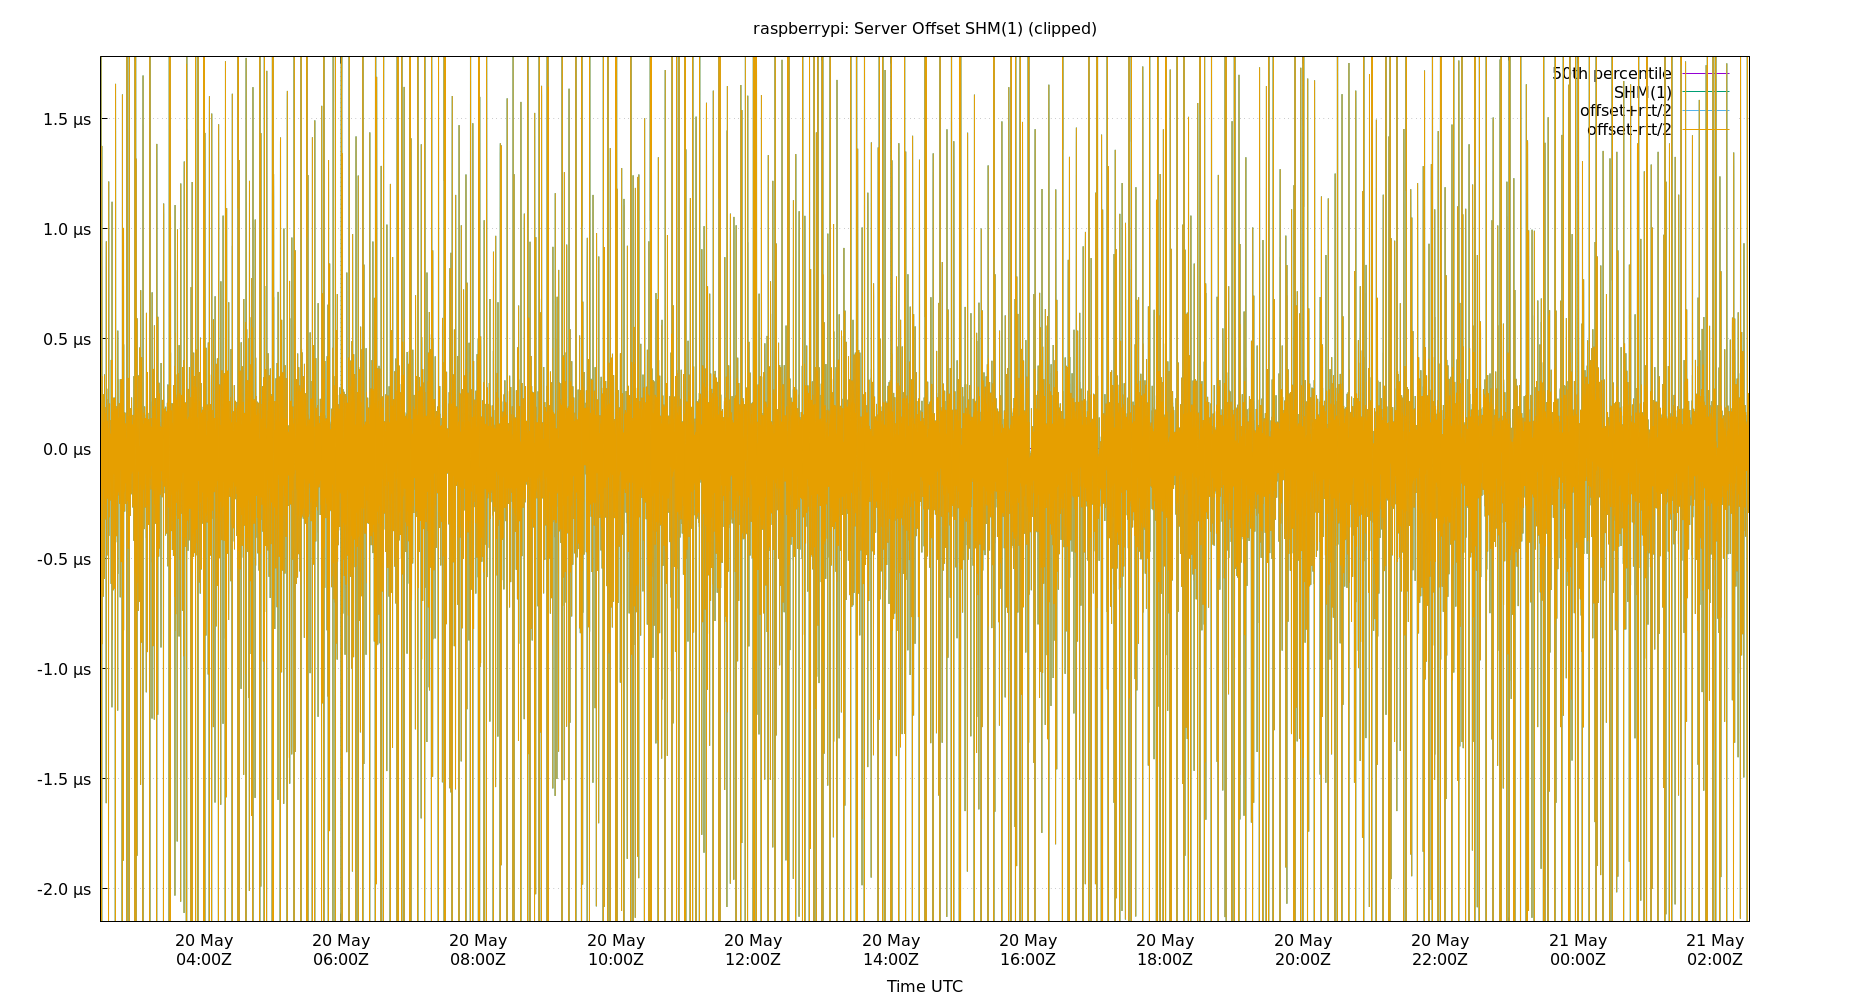 raspberrypi: Server Offset SHM(1) (clipped)
50th percentile
SHM(1)
offset+rtt/2
offset-rtt/2
1.5 µs
1.0 µs
0.5 µs
0.0 µs
-0.5 µs
-1.0 µs
-1.5 µs
-2.0 µs
20 May 20 May 20 May 20 May 20 May 20 May 20 May 20 May 20 May 20 May 21 May 21 May
04:00Z 06:00Z 08:00Z 10:00Z 12:00Z 14:00Z 16:00Z 18:00Z 20:00Z 22:00Z 00:00Z 02:00Z
Time UTC